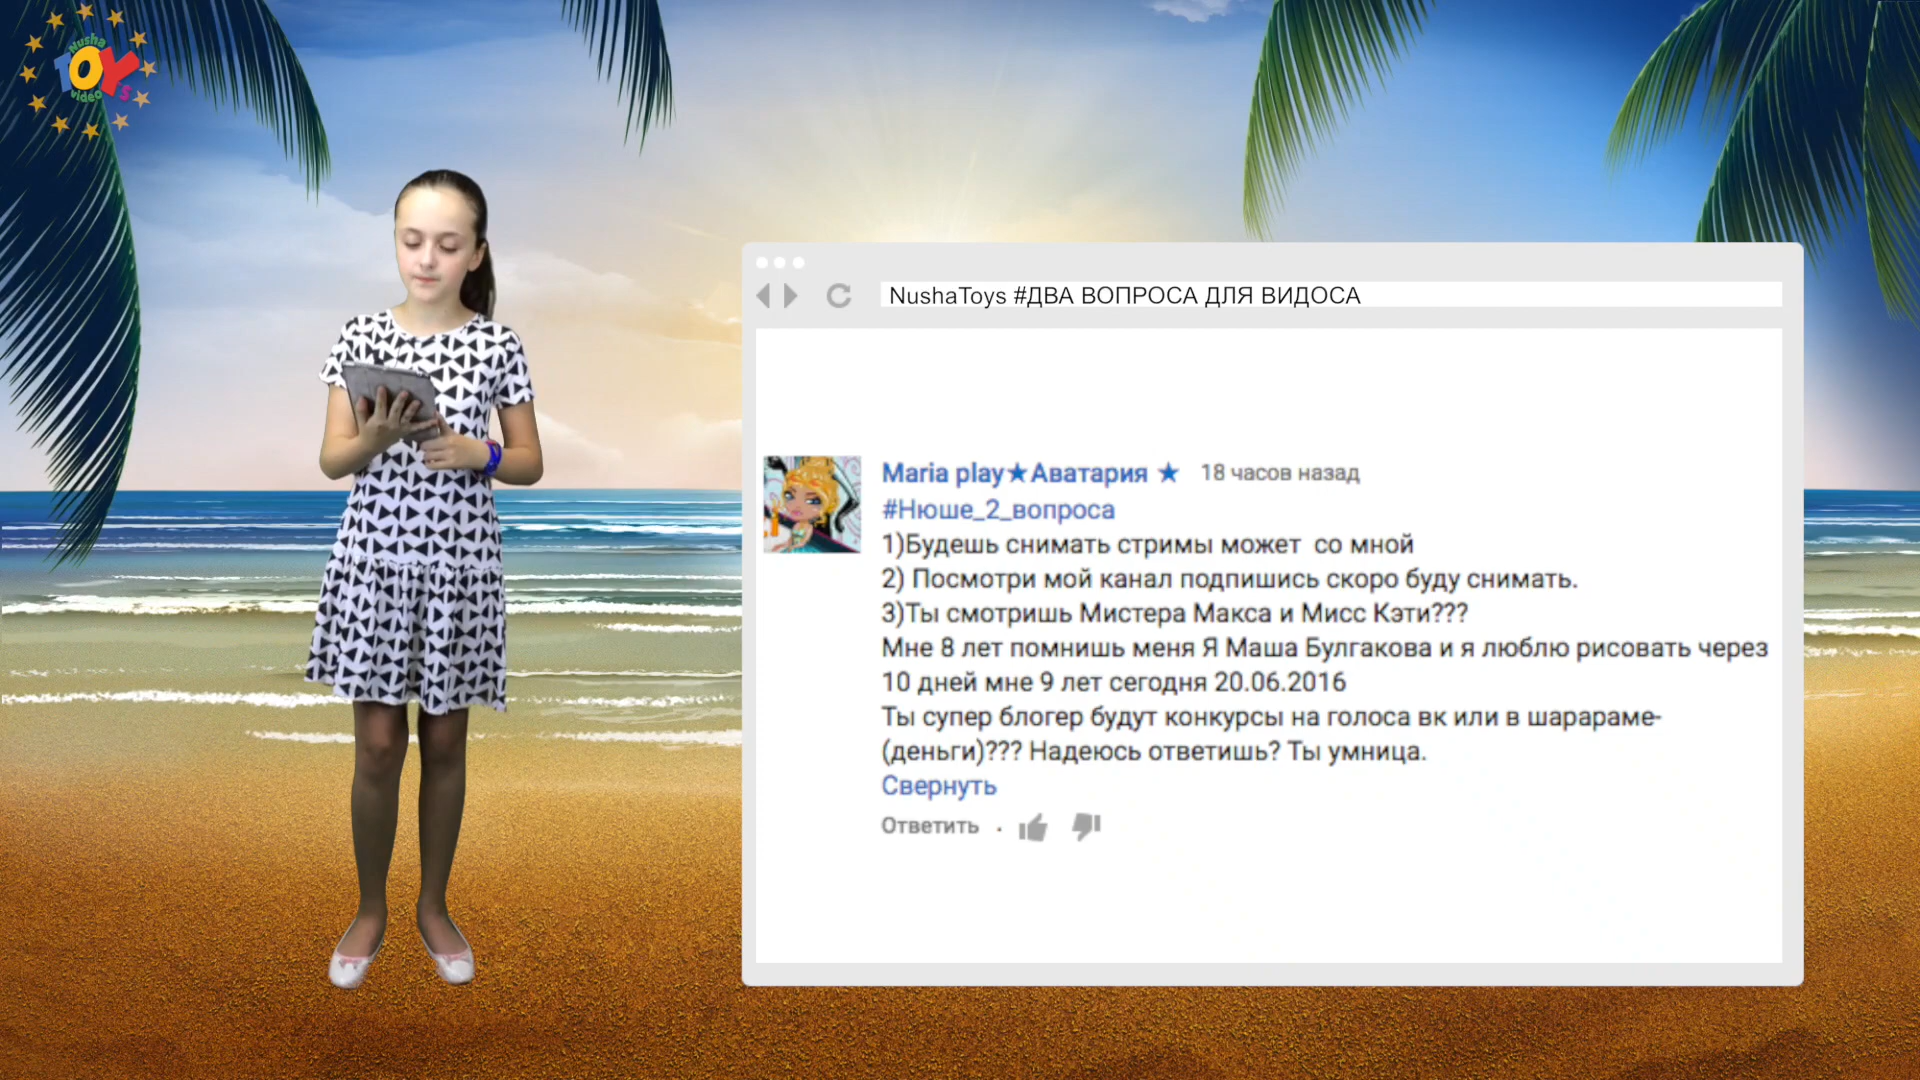 Nusha
TOYs
video
NushaToys #ДВА ВОПРОСА ДЛЯ ВИДОСА
Maria play★Аватария ★ 18 часов назад
#Нюше_2_вопроса
1)Будешь снимать стримы может со мной
2) Посмотри мой канал подпишись скоро буду снимать.
3)Ты смотришь Мистера Макса и Мисс Кэти???
Мне 8 лет помнишь меня Я Маша Булгакова и я люблю рисовать через
10 дней мне 9 лет сегодня 20.06.2016
Ты супер блогер будут конкурсы на голоса вк или в шарараме-
(деньги)??? Надеюсь ответишь? Ты умница.
Свернуть
Ответить